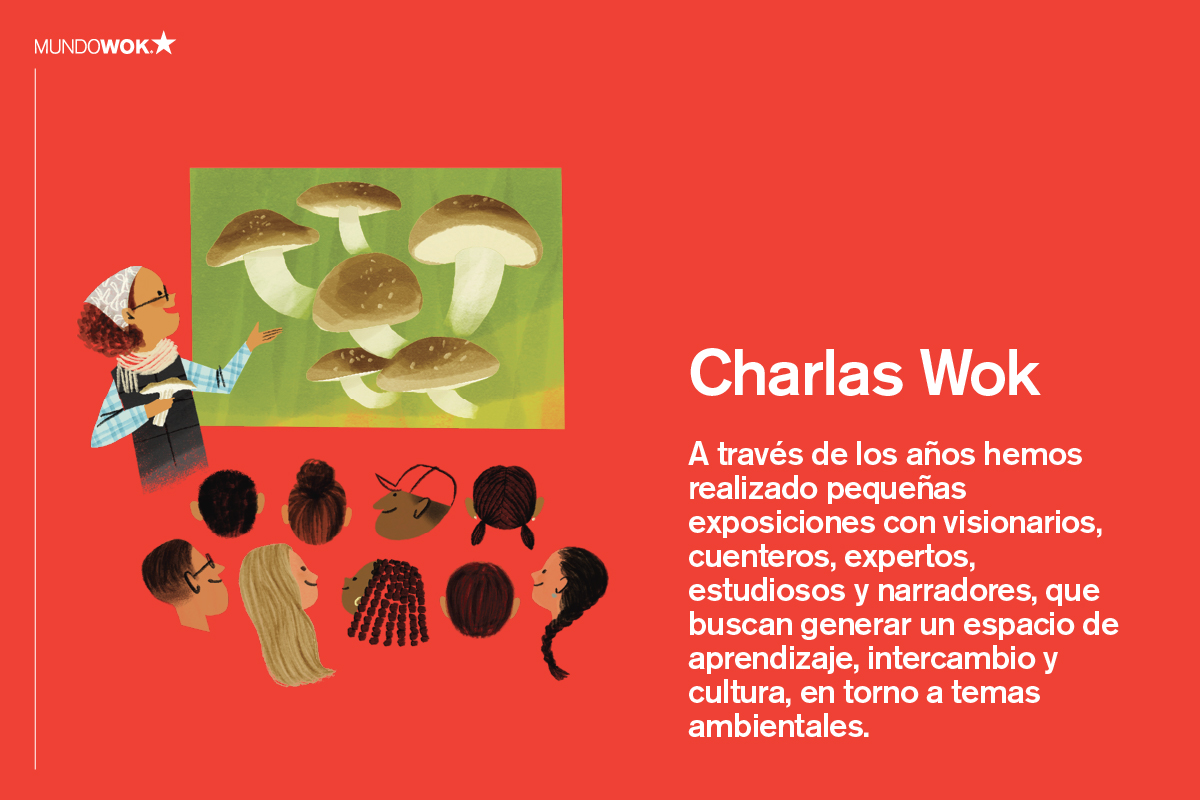 MUNDOWOK.
Charlas Wok
A través de los años hemos
realizado pequeñas
exposiciones con visionarios,
cuenteros, expertos,
estudiosos y narradores, que
buscan generar un espacio de
aprendizaje, intercambio y
cultura, en torno a temas
ambientales.